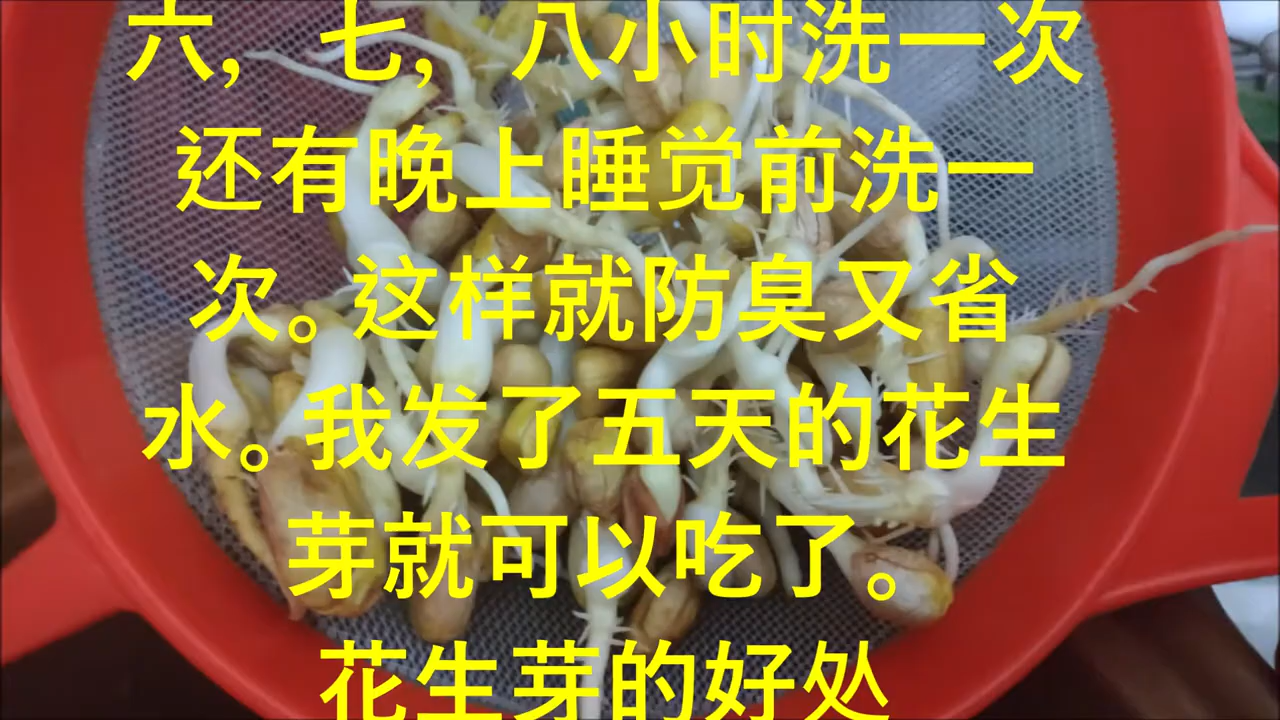 六，七，八小时洗一次
还有晚上睡觉前洗一
次。这样就防臭又省
水。我发了五天的花生
芽就可以吃了。
花生芽的好处